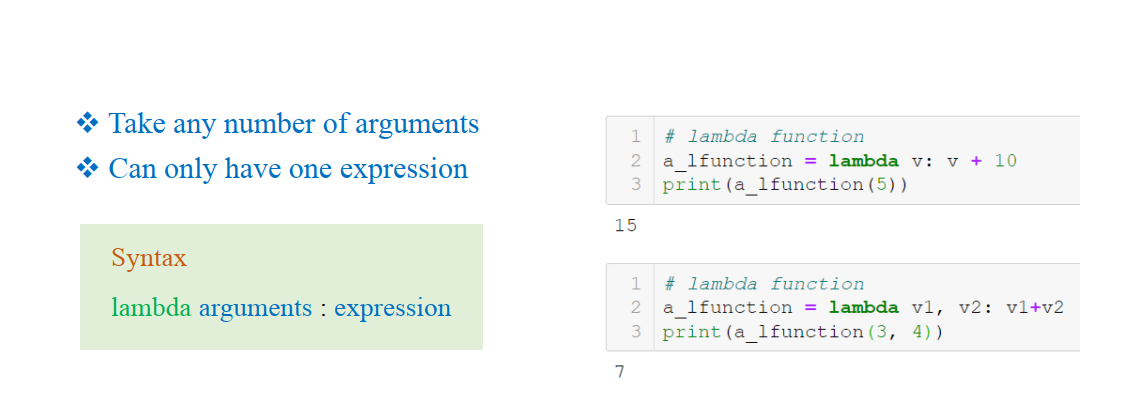 ❖ Take any number of arguments
❖ Can only have one expression
Syntax
lambda arguments : expression
1 # lambda function
2 a_lfunction = lambda v: v + 10
3 print(a_lfunction(5))
15
1 # lambda function
2 a_lfunction = lambda v1, v2: v1+v2
3 print(a_lfunction(3, 4))
7